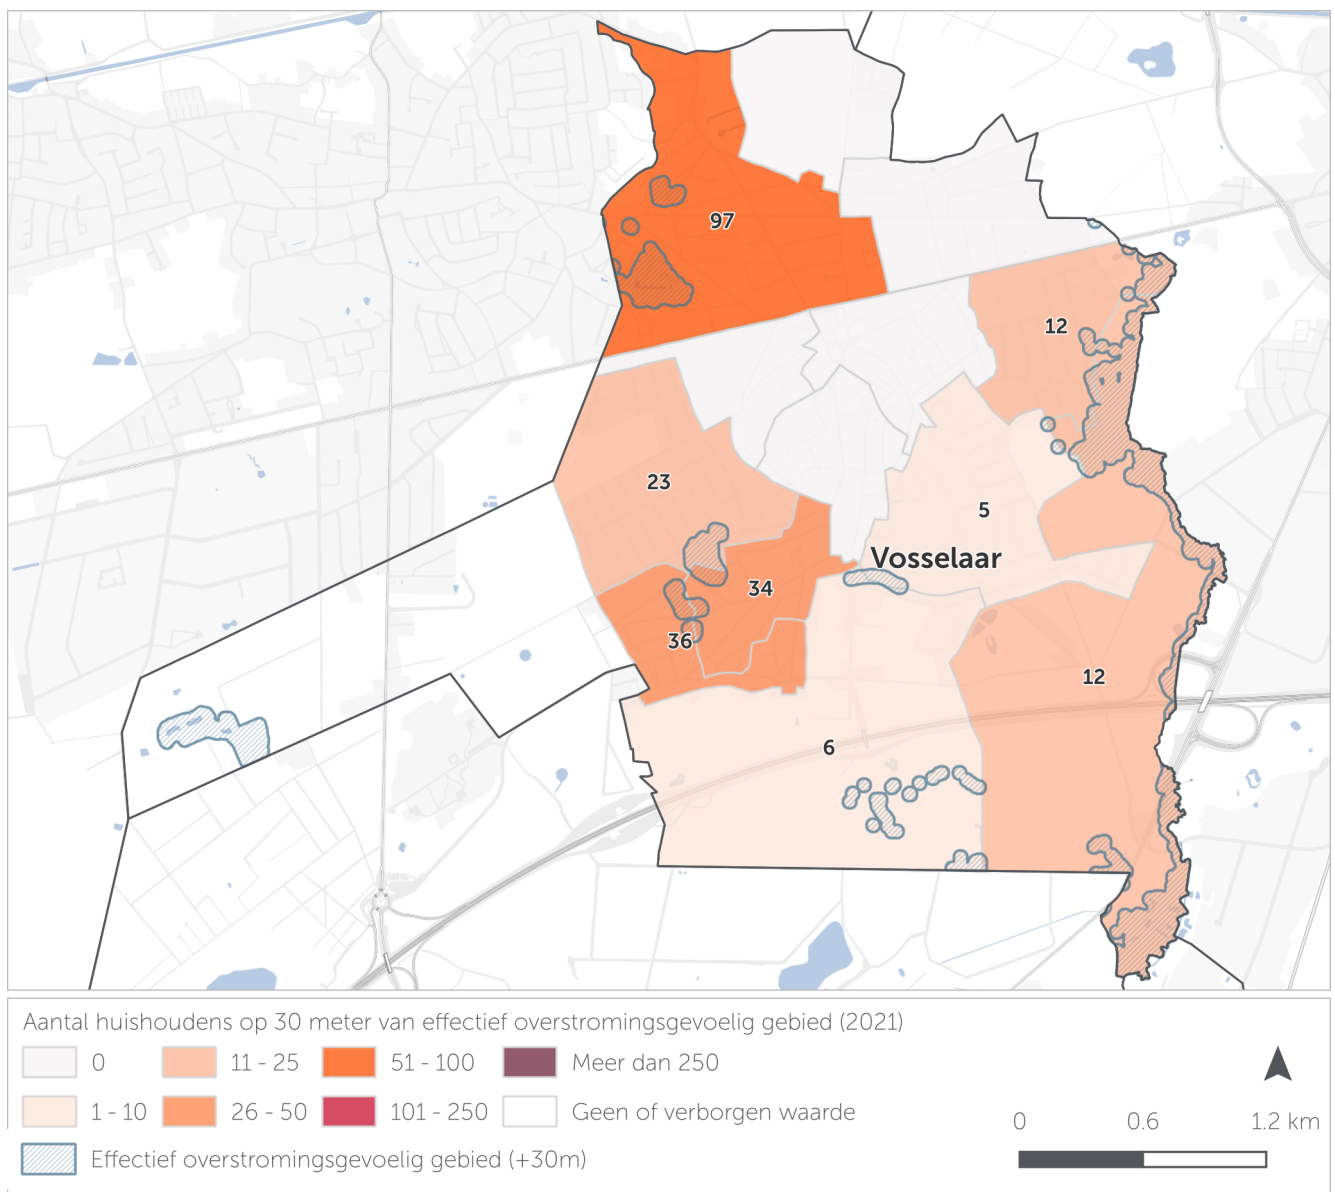 97
12
23
5
Vosselaar
34
36
12
6
Aantal huishoudens op 30 meter van effectief overstromingsgevoelig gebied (2021)
0 11 - 25 51 - 100 Meer dan 250
1 - 10 26 - 50 101 - 250 Geen of verborgen waarde
0 0.6 1.2 km
Effectief overstromingsgevoelig gebied (+30m)